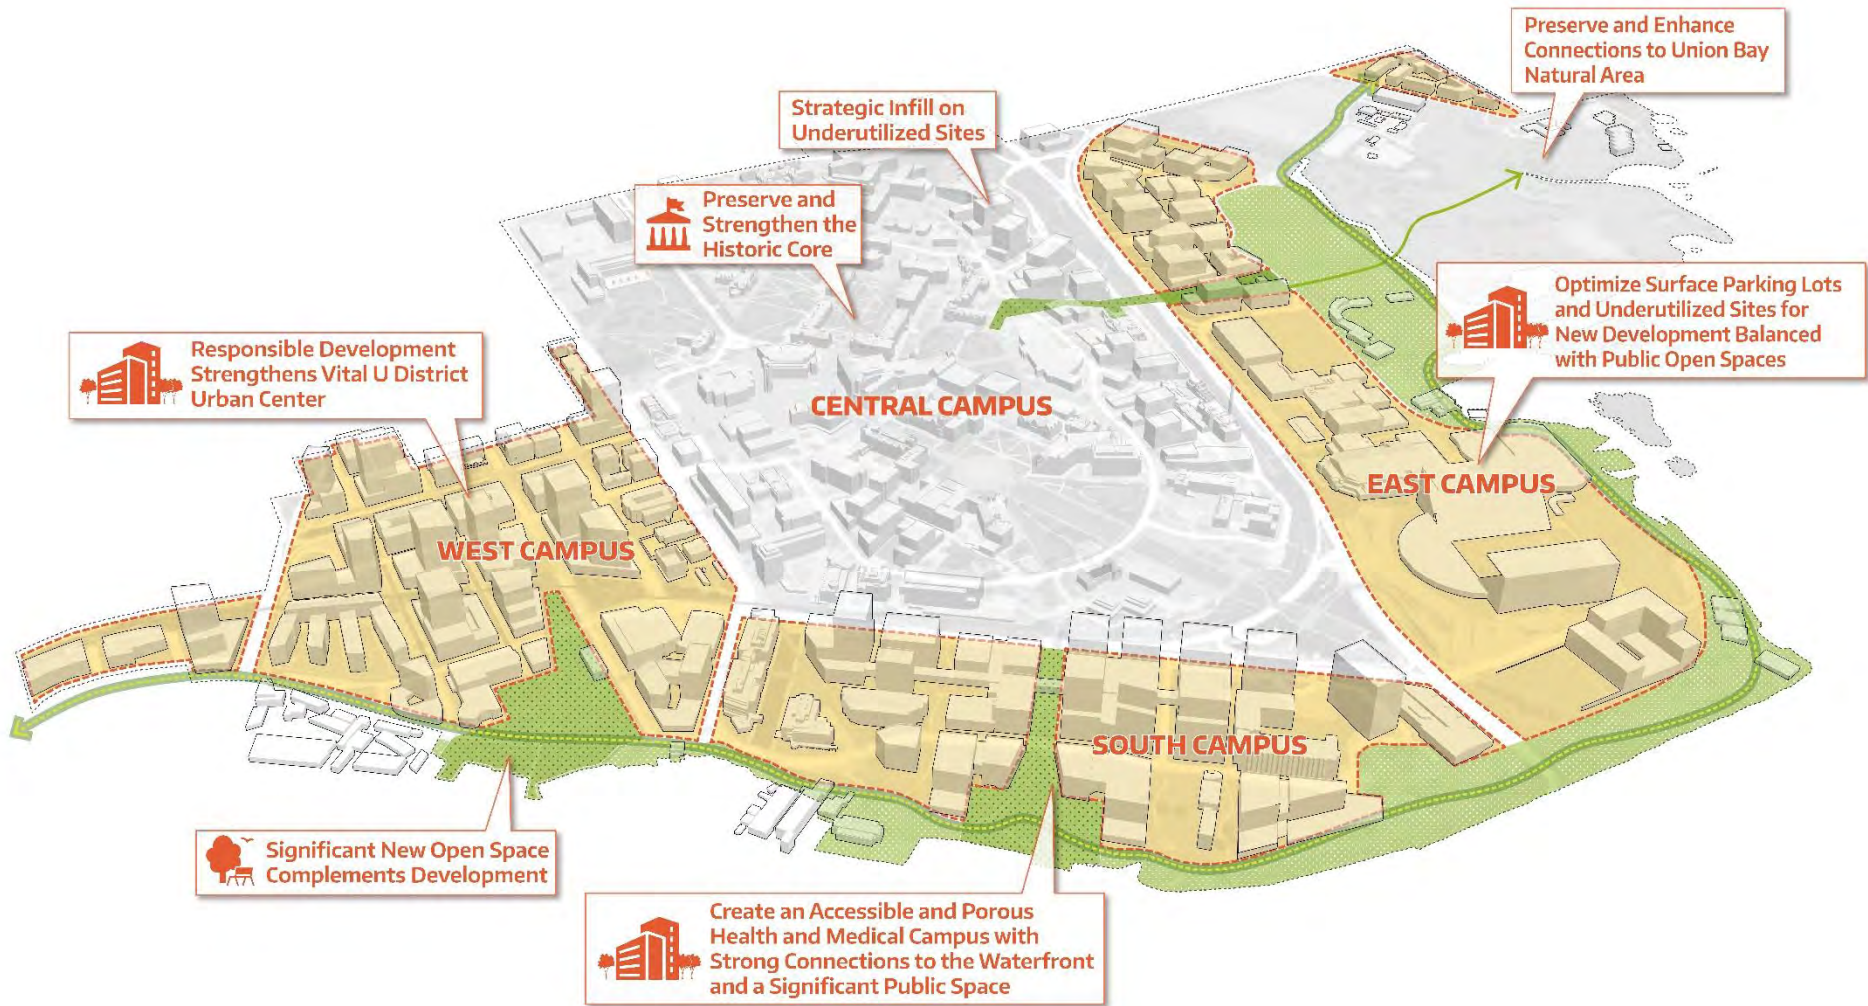 Preserve and Enhance
Connections to Union Bay
Natural Area
Strategic Infill on
Underutilized Sites
Preserve and
Strengthen the
Historic Core
Optimize Surface Parking Lots
and Underutilized Sites for
New Development Balanced
with Public Open Spaces
Responsible Development
Strengthens Vital U District
Urban Center
CENTRAL CAMPUS
EAST CAMPUS
WEST CAMPUS
SOUTH CAMPUS
Significant New Open Space
Complements Development
Create an Accessible and Porous
Health and Medical Campus with
Strong Connections to the Waterfront
and a Significant Public Space